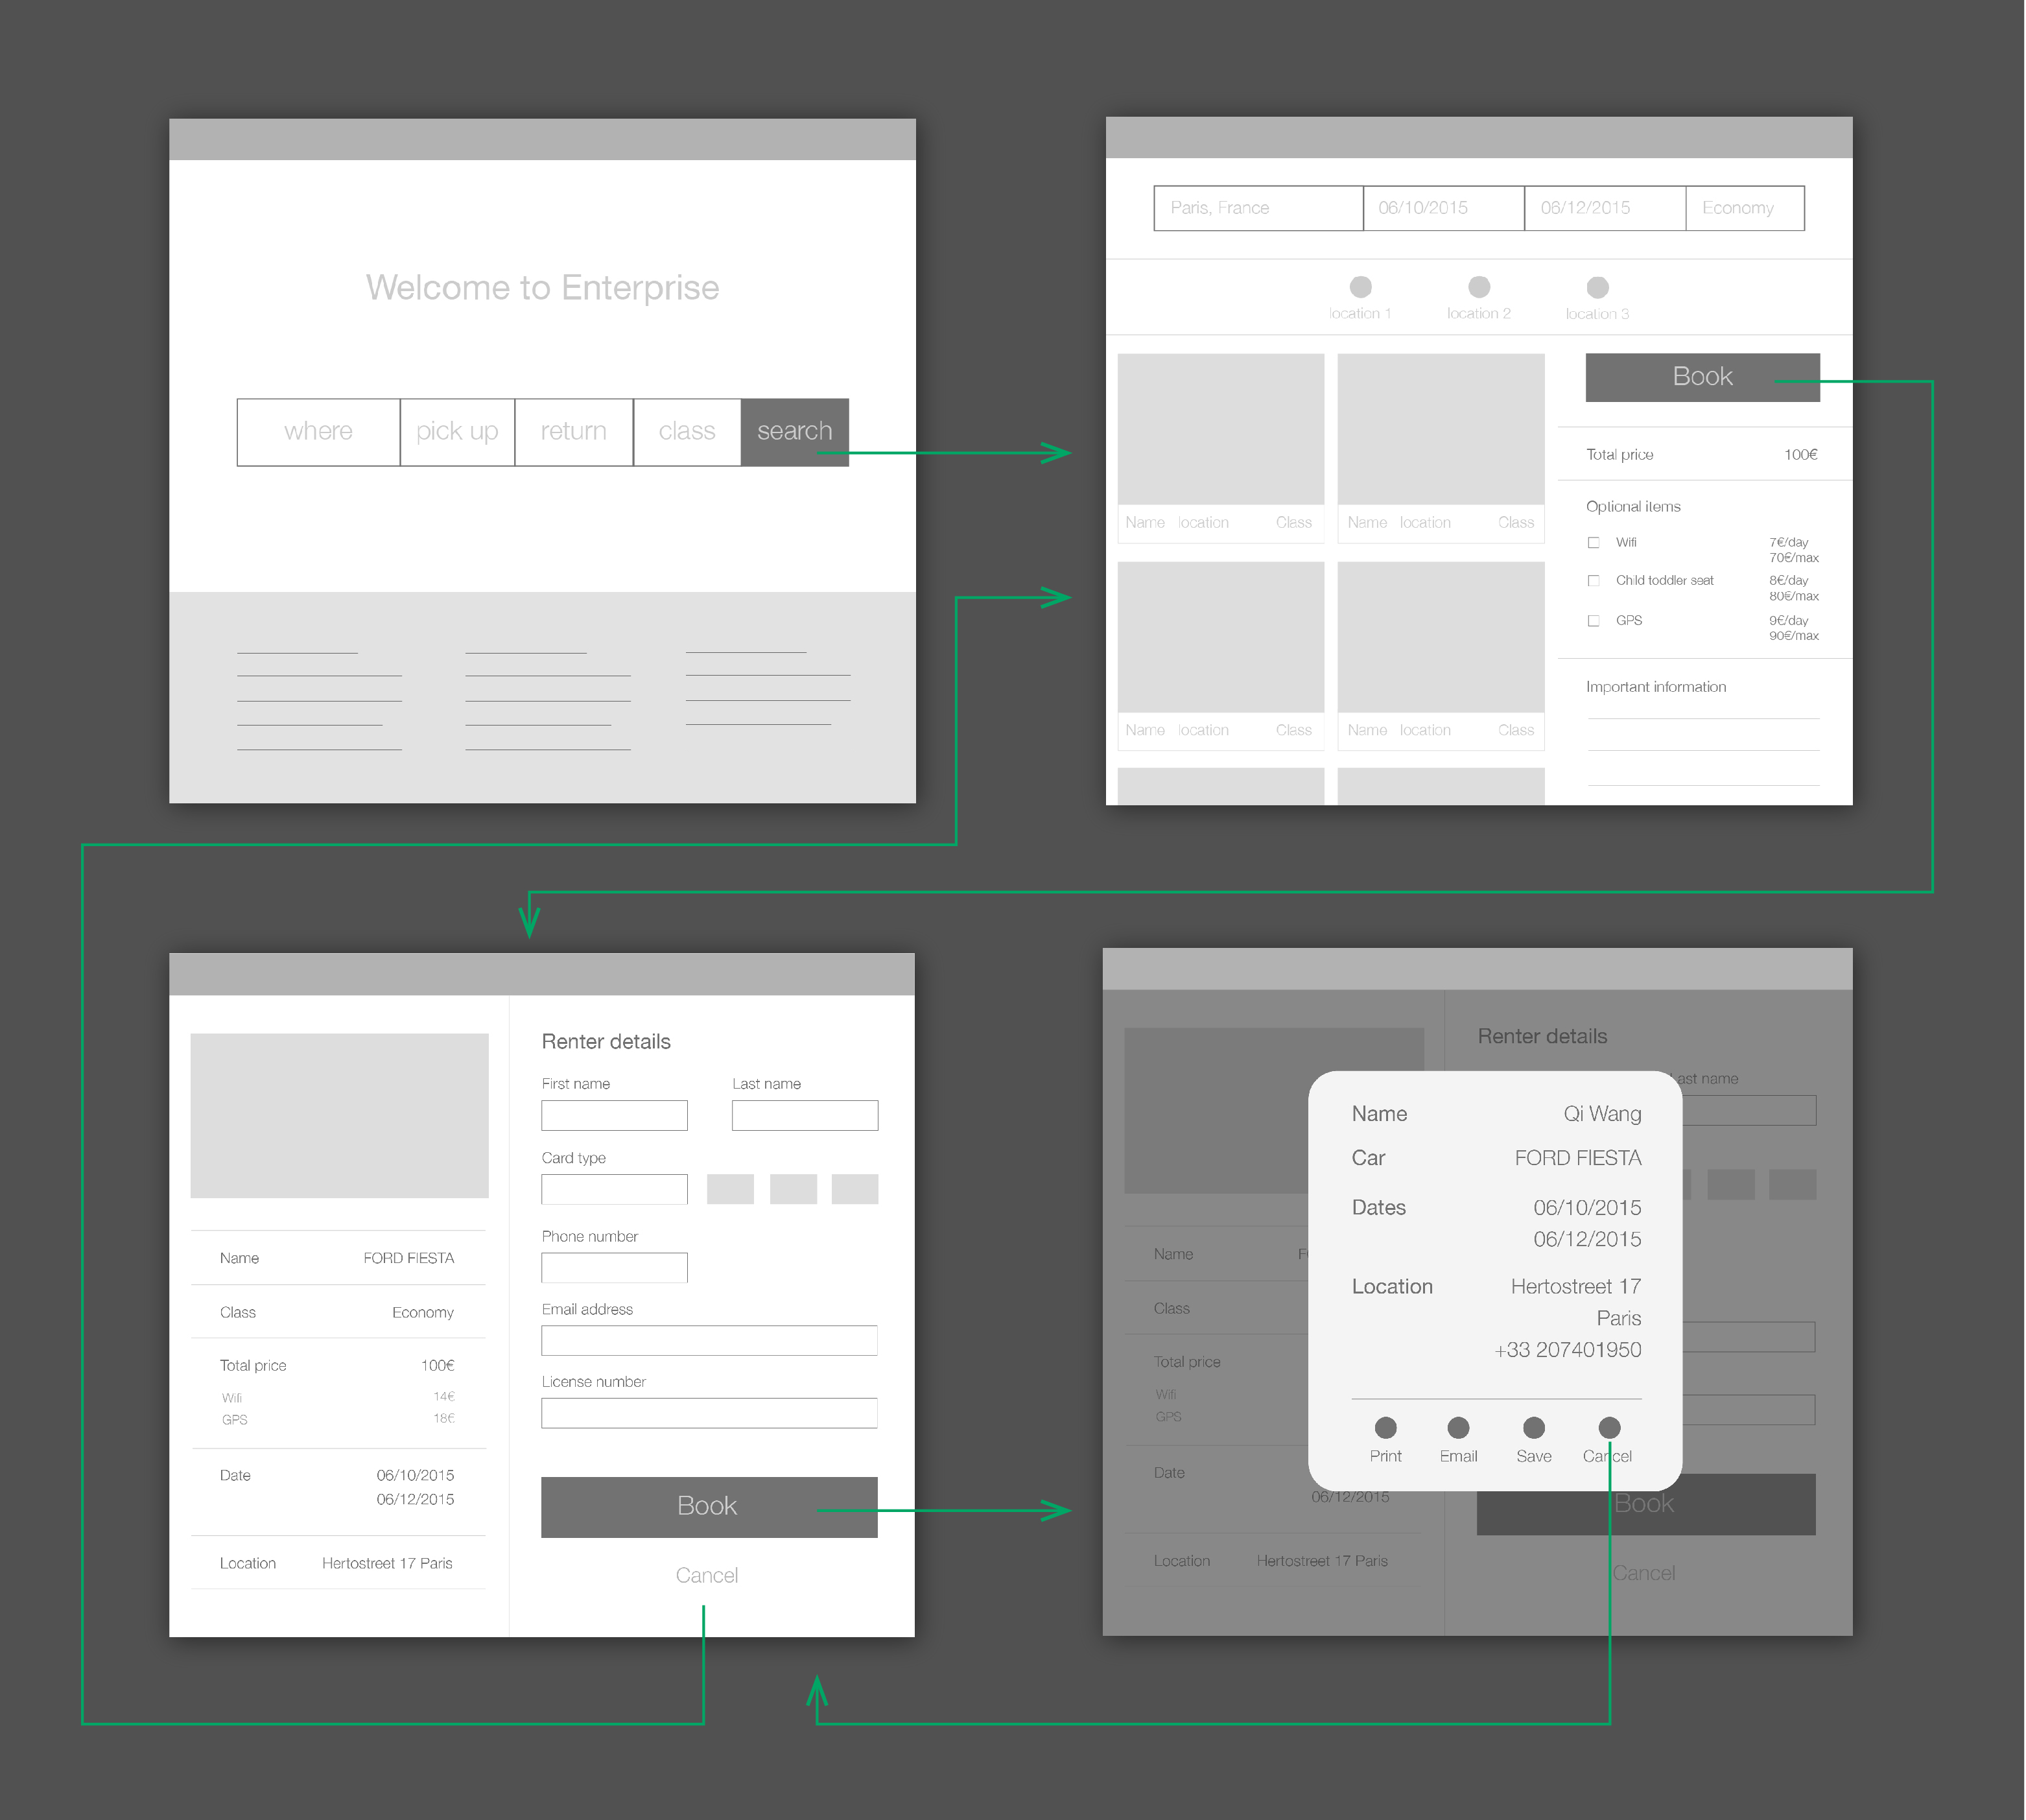 Welcome to Enterprise
where pick up return class search
Paris, France 06/10/2015 06/12/2015 Economy
location 1 location 2 location 3
Book
Total price 100€
Optional items
Wifi 7€/day
70€/max
Child toddler seat 8€/day
80€/max
GPS 9€/day
90€/max
Important information
Name location Class Name location Class
Name location Class Name location Class
Name FORD FIESTA
Class Economy
Total price 100€
Wifi 14€
GPS 18€
Date 06/10/2015
06/12/2015
Location Hertostreet 17 Paris
Renter details
First name Last name
Card type
Phone number
Email address
License number
Book
Cancel
Renter details
Last name
Name F
Class
Total price
Wifi
GPS
Date
06/12/2015
Location Hertostreet 17 Paris
Name Qi Wang
Car FORD FIESTA
Dates 06/10/2015
06/12/2015
Location Hertostreet 17
Paris
+33 207401950
Print Email Save Cancel
Book
Cancel